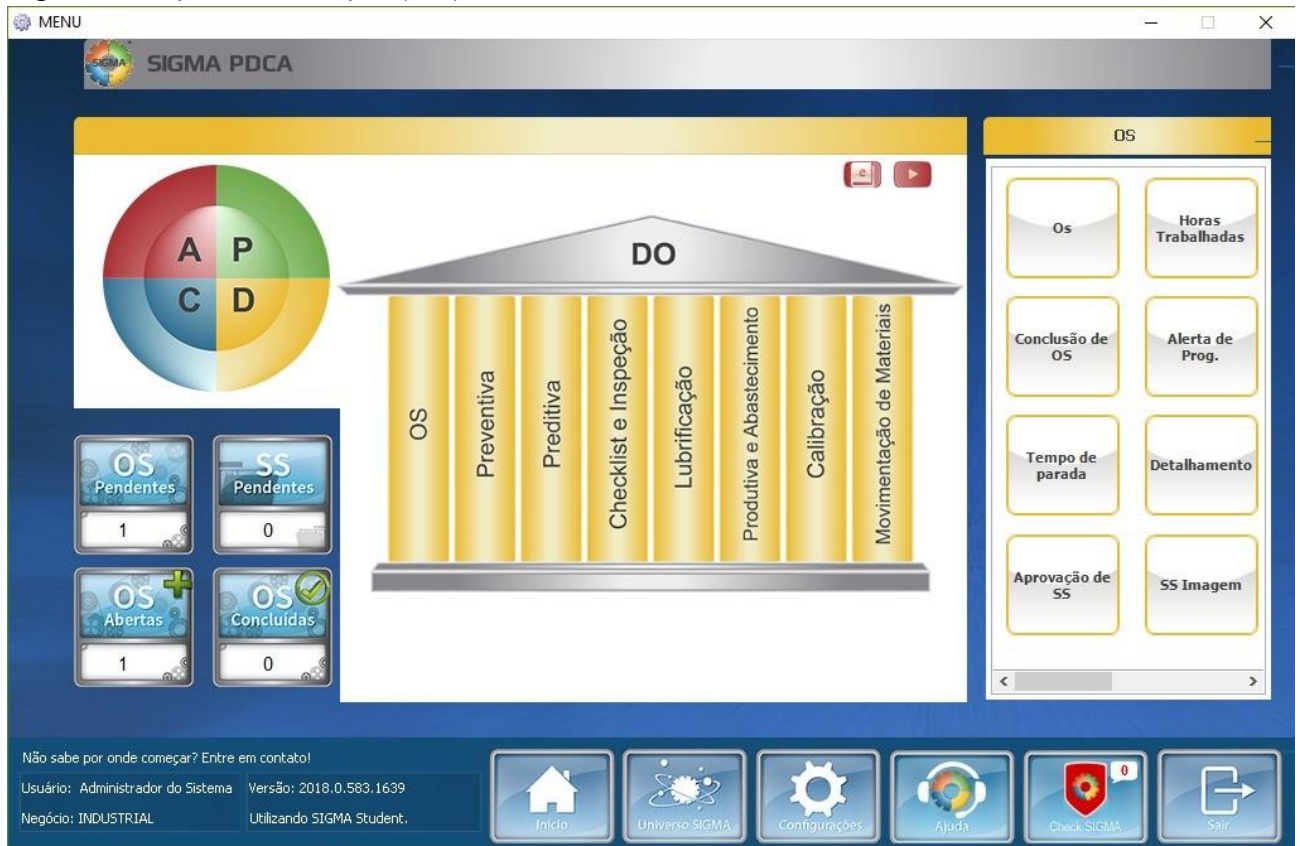 MENU
SIGMA
SIGMA PDCA
OS
A
P
C
D
e
DO
OS
Preventiva
Preditiva
Checklist e Inspeção
Lubrificação
Produtiva e Abastecimento
Calibração
Movimentação de Materiais
Os
Horas
Trabalhadas
Conclusão de
OS
Alerta de
Prog.
Tempo de
parada
Detalhamento
Aprovação de
SS
SS Imagem
OS
Pendentes
1
SS
Pendentes
0
OS
Abertas
1
OS
Concluídas
0
Não sabe por onde começar? Entre em contato!
Usuário: Administrador do Sistema
Versão: 2018.0.583.1639
Negócio: INDUSTRIAL
Utilizando SIGMA Student.
Início
Universo SIGMA
Configurações
Ajuda
0
Check SIGMA
Sair